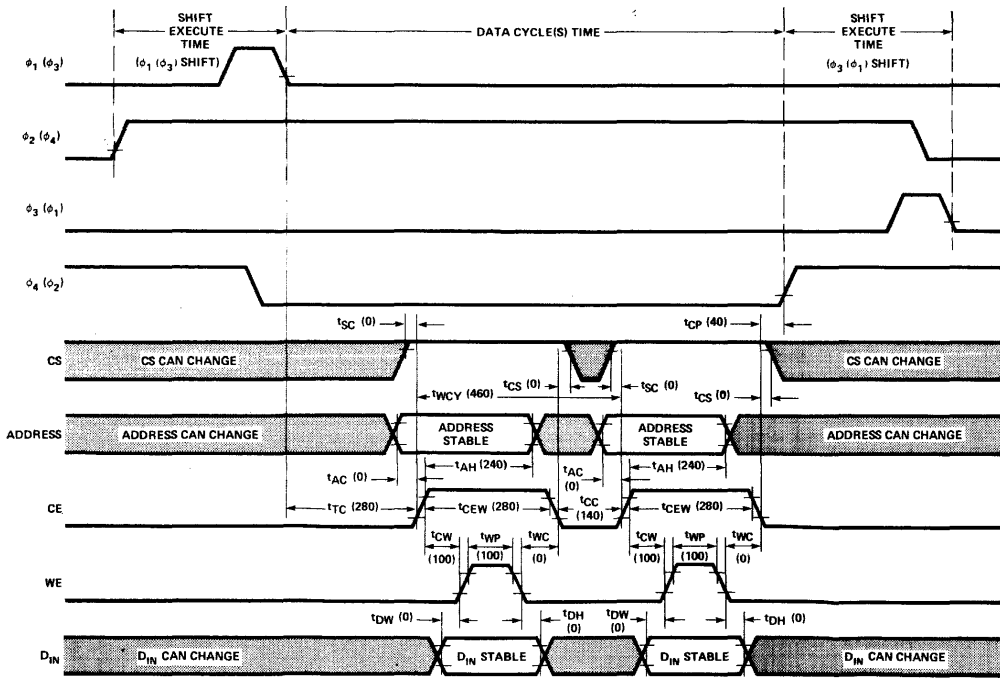 SHIFT
EXECUTE
TIME
(ϕ1 (ϕ3) SHIFT)
DATA CYCLE(S) TIME
SHIFT
EXECUTE
TIME
(ϕ3 (ϕ1) SHIFT)
ϕ1 (ϕ3)
ϕ2 (ϕ4)
ϕ3 (ϕ1)
ϕ4 (ϕ2)
tSC (0)
tCP (40)
CS
CS CAN CHANGE
CS CAN CHANGE
tCS (0)
tSC (0)
tWCY (460)
tCS (0)
ADDRESS
ADDRESS CAN CHANGE
ADDRESS
STABLE
ADDRESS
STABLE
ADDRESS CAN CHANGE
tAC (0)
tAH (240)
tAC
(0)
tAH (240)
CE
tTC (280)
tCEW (280)
tCC
(140)
tCEW (280)
tCW
(100)
tWP
(100)
tWC
(0)
tCW
(100)
tWP
(100)
tWC
(0)
WE
tDW (0)
tDH
(0)
tDW
(0)
tDH (0)
DIN
DIN CAN CHANGE
DIN STABLE
DIN STABLE
DIN CAN CHANGE